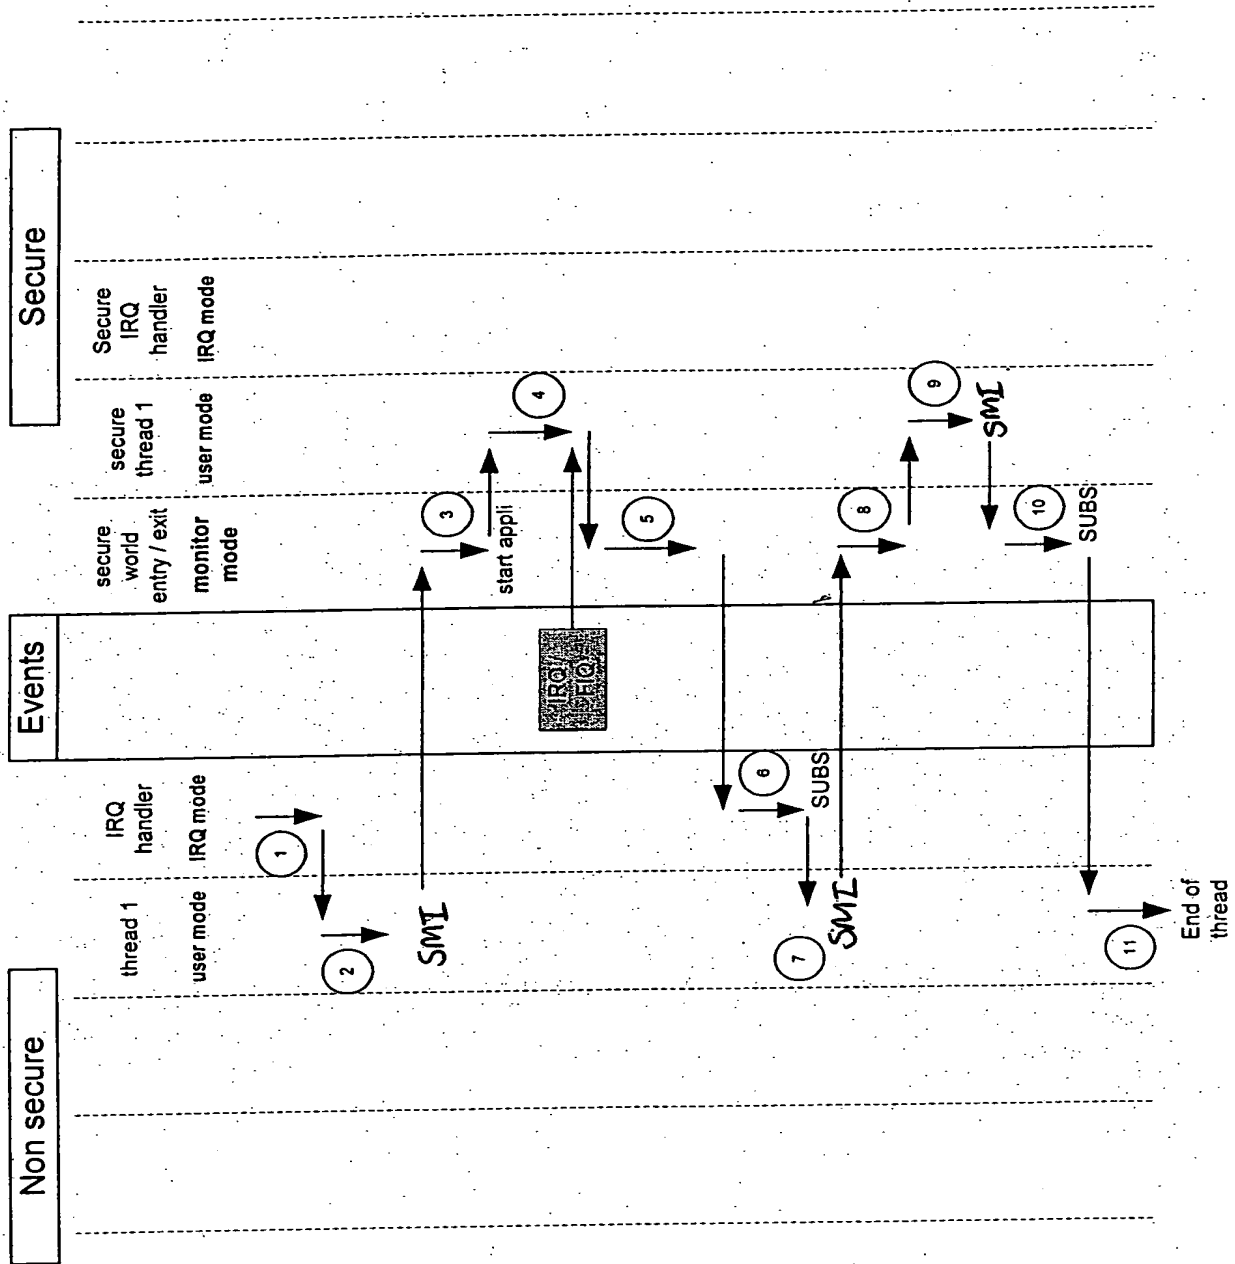 Non secure
Events
Secure
thread 1
user mode
IRQ
handler
IRQ mode
secure
world
entry / exit
monitor
mode
secure
thread 1
user mode
Secure
IRQ
handler
IRQ mode
1
2
SMI
3
start appli
4
IRQ /
FIQ
5
6
SUBS
7
SMI
8
9
SMI
10
SUBS
11
End of
thread